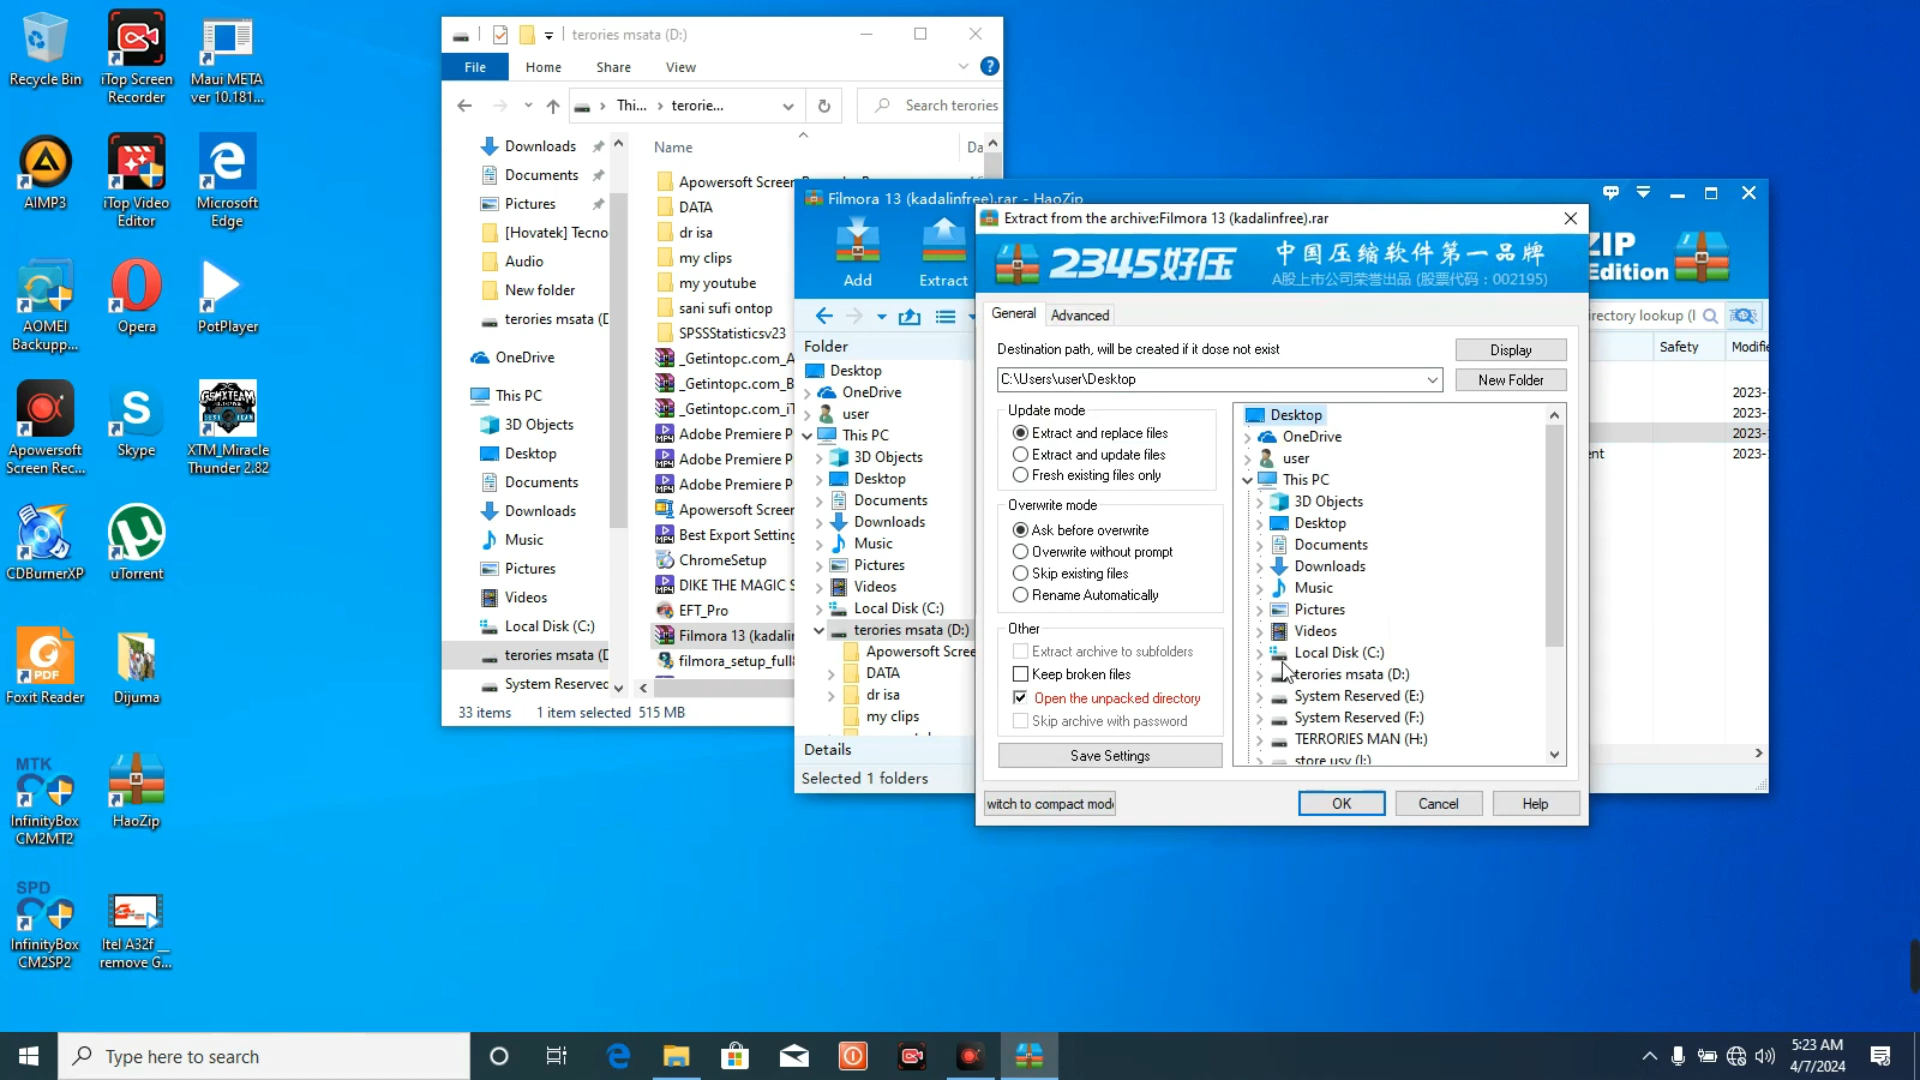 Recycle Bin
iTop Screen
Recorder
Maui META
ver 10.181...
AIMP3
iTop Video
Editor
Microsoft
Edge
AOMEI
Backupp...
Opera
PotPlayer
Apowersoft
Screen Rec...
Skype
XTM_Miracle
Thunder 2.82
CDBurnerXP
uTorrent
PDF
Foxit Reader
Dijuma
MTK
InfinityBox
CM2MT2
HaoZip
SPD
InfinityBox
CM2SP2
Itel A32f _
remove G...
terories msata (D:)
File
Home
Share
View
Thi...
terorie...
Search terories
Downloads
Documents
Pictures
[Hovatek] Tecno
Audio
New folder
terories msata (D
OneDrive
This PC
3D Objects
Desktop
Documents
Downloads
Music
Pictures
Videos
Local Disk (C:)
terories msata (D
System Reserved
Name
Da
Apowersoft Screen
DATA
dr isa
my clips
my youtube
sani sufi ontop
SPSSStatisticsv23
_Getintopc.com_A
_Getintopc.com_B
_Getintopc.com_iT
Adobe Premiere P
Adobe Premiere P
Adobe Premiere P
Apowersoft Screen
Best Export Setting
ChromeSetup
DIKE THE MAGIC S
EFT_Pro
Filmora 13 (kadalin
filmora_setup_full
33 items
1 item selected 515 MB
Filmora 13 (kadalinfree).rar - HaoZip
Add
Extract
ZIP
Edition
irectory lookup (I
Safety
Modifie
2023-
2023-
2023-
ent
2023-
Folder
Desktop
OneDrive
user
This PC
3D Objects
Desktop
Documents
Downloads
Music
Pictures
Videos
Local Disk (C:)
terories msata (D:)
Apowersoft Scree
DATA
dr isa
my clips
Details
Selected 1 folders
Extract from the archive:Filmora 13 (kadalinfree).rar
2345好压
中国压缩软件第一品牌
A股上市公司荣誉出品 (股票代码：002195)
General
Advanced
Destination path, will be created if it dose not exist
Display
C:\Users\user\Desktop
New Folder
Update mode
Extract and replace files
Extract and update files
Fresh existing files only
Overwrite mode
Ask before overwrite
Overwrite without prompt
Skip existing files
Rename Automatically
Other
Extract archive to subfolders
Keep broken files
Open the unpacked directory
Skip archive with password
Save Settings
Desktop
OneDrive
user
This PC
3D Objects
Desktop
Documents
Downloads
Music
Pictures
Videos
Local Disk (C:)
terories msata (D:)
System Reserved (E:)
System Reserved (F:)
TERRORIES MAN (H:)
store usv (I:)
witch to compact mode
OK
Cancel
Help
Type here to search
5:23 AM
4/7/2024